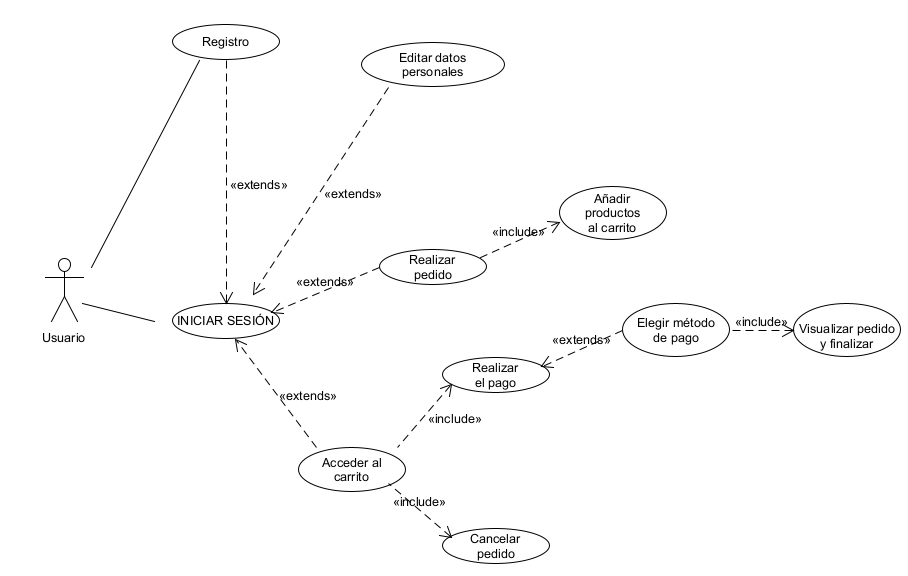 Registro
Editar datos
personales
«extends»
«extends»
Añadir
productos
al carrito
«include»
Realizar
pedido
«extends»
Usuario
INICIAR SESIÓN
Elegir método
de pago
«include»
Visualizar pedido
y finalizar
«extends»
Realizar
el pago
«extends»
«include»
Acceder al
carrito
«include»
Cancelar
pedido